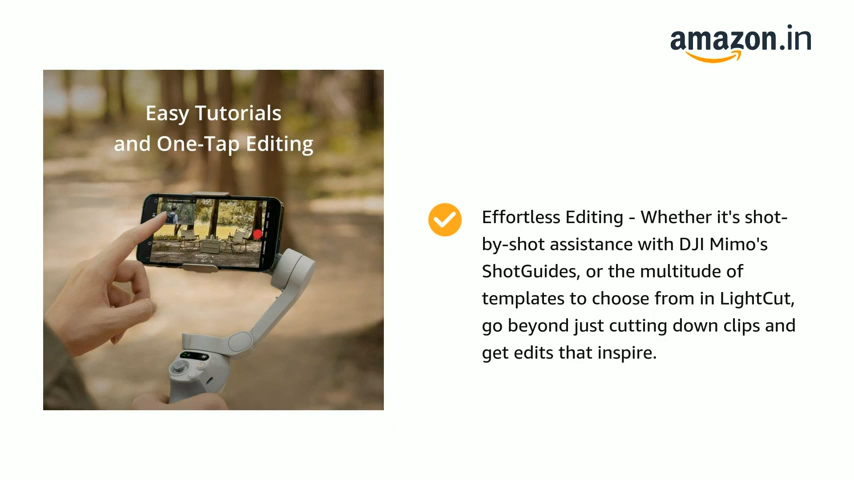 amazon.in
Easy Tutorials
and One-Tap Editing
Effortless Editing - Whether it's shot-
by-shot assistance with DJI Mimo's
ShotGuides, or the multitude of
templates to choose from in LightCut,
go beyond just cutting down clips and
get edits that inspire.